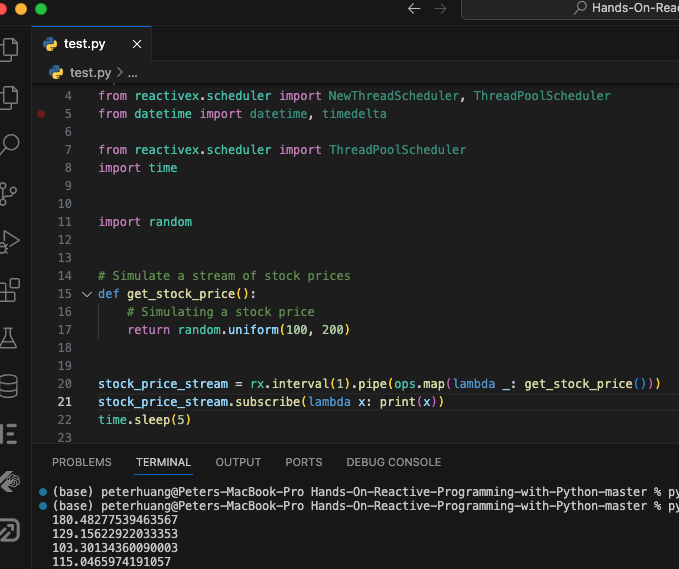 Hands-On-Reac
test.py
test.py > ...
4 from reactivex.scheduler import NewThreadScheduler, ThreadPoolScheduler
5 from datetime import datetime, timedelta
6
7 from reactivex.scheduler import ThreadPoolScheduler
8 import time
9
10
11 import random
12
13
14 # Simulate a stream of stock prices
15 def get_stock_price():
16 # Simulating a stock price
17 return random.uniform(100, 200)
18
19
20 stock_price_stream = rx.interval(1).pipe(ops.map(lambda _: get_stock_price()))
21 stock_price_stream.subscribe(lambda x: print(x))
22 time.sleep(5)
23
PROBLEMS TERMINAL OUTPUT PORTS DEBUG CONSOLE
(base) peterhuang@Peters-MacBook-Pro Hands-On-Reactive-Programming-with-Python-master % py
(base) peterhuang@Peters-MacBook-Pro Hands-On-Reactive-Programming-with-Python-master % py
180.48277539463567
129.15622922033353
103.30134360090003
115.0465974191057